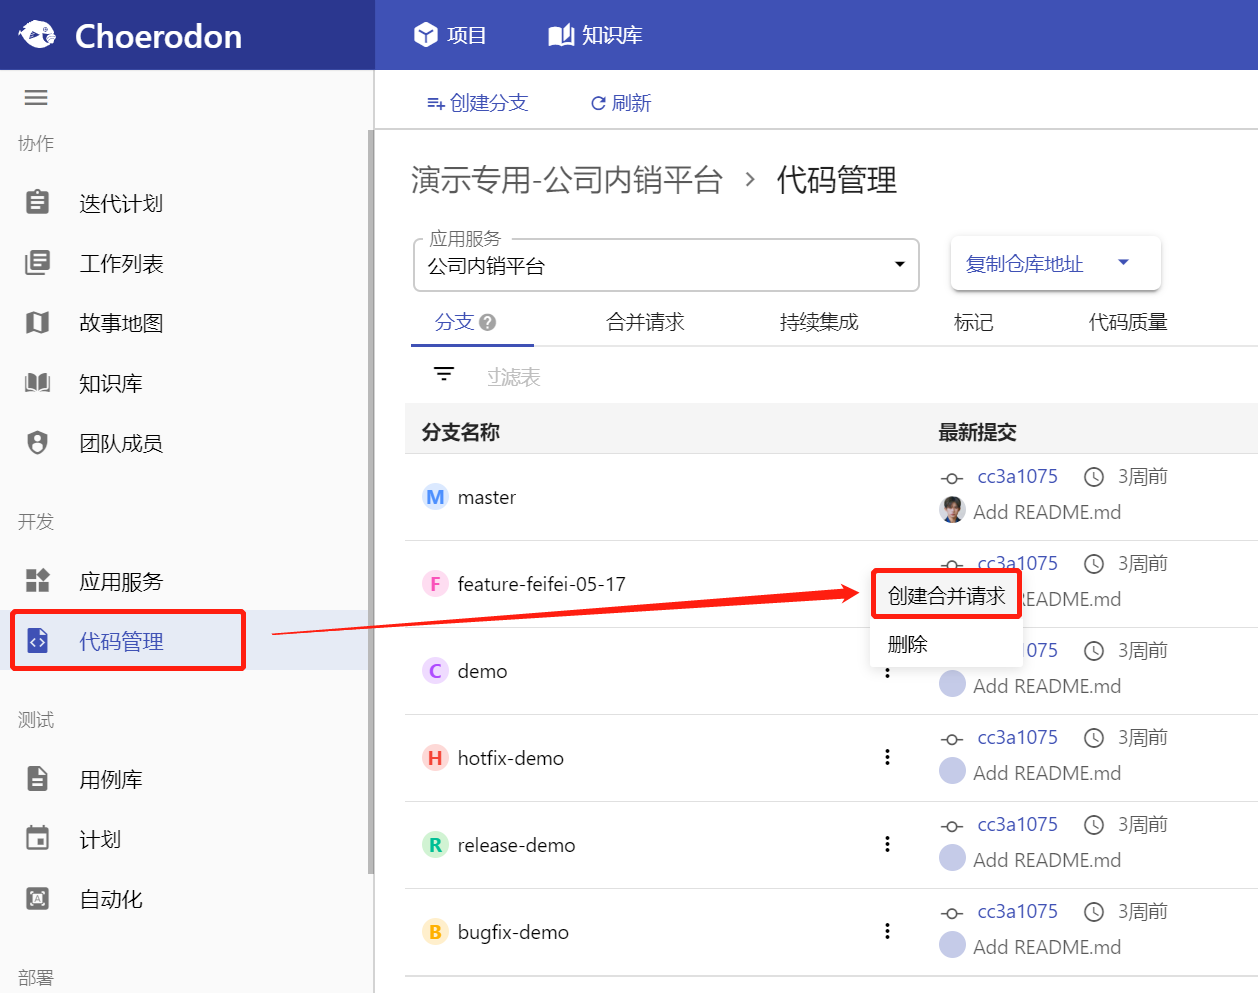 Choerodon
项目
知识库
创建分支
刷新
协作
迭代计划
工作列表
故事地图
知识库
团队成员
开发
应用服务
代码管理
测试
用例库
计划
自动化
部署
演示专用-公司内销平台 > 代码管理
应用服务
公司内销平台
复制仓库地址
分支
合并请求
持续集成
标记
代码质量
过滤表
分支名称
最新提交
M master
cc3a1075
3周前
Add README.md
F feature-feifei-05-17
cc3a1075
3周前
README.md
创建合并请求
删除
C demo
075
3周前
Add README.md
H hotfix-demo
cc3a1075
3周前
Add README.md
R release-demo
cc3a1075
3周前
Add README.md
B bugfix-demo
cc3a1075
3周前
Add README.md